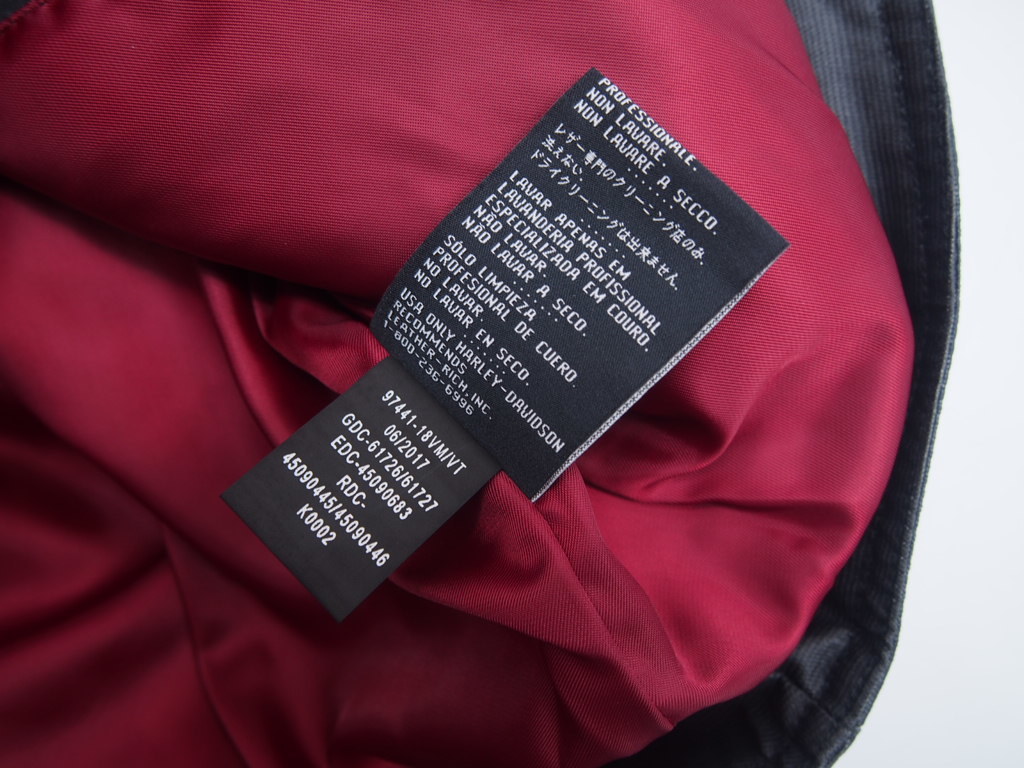 PROFESSIONALE.
NON LAVARE.
NON LAVARE A SECCO.
レザー専門のクリーニング店のみ
洗えない.......
ドライクリーニングは出来ません.
LAVAR APENAS EM
LAVANDERIA PROFISSIONAL
ESPECIALIZADA EM COURO.
NÃO LAVAR...
NÃO LAVAR A SECO.
SÓLO LIMPIEZA
PROFESIONAL DE CUERO.
NO LAVAR...
NO LAVAR EN SECO.
USA ONLY HARLEY-DAVIDSON
RECOMMENDS
LEATHER RICH, INC.
1-800-236-6996
97441-18VM/VT
06/2017
GDC-61726/61727
EDC-45090683
RDC-
45090445/45090446
K0002